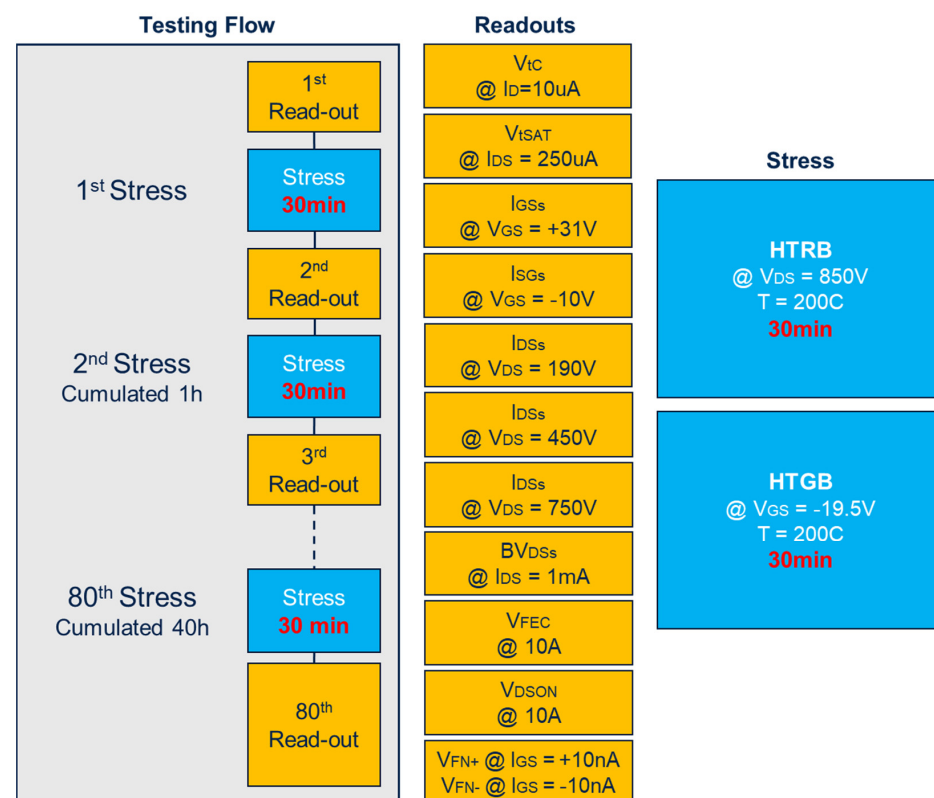 Testing Flow
1st
Read-out
1st Stress
Stress
30min
2nd
Read-out
2nd Stress
Cumulated 1h
Stress
30min
3rd
Read-out
80th Stress
Cumulated 40h
Stress
30 min
80th
Read-out
Readouts
VtC
@ ID=10uA
VtSAT
@ IDS = 250uA
IGSs
@ VGS = +31V
ISGs
@ VGS = -10V
IDSs
@ VDS = 190V
IDSs
@ VDS = 450V
IDSs
@ VDS = 750V
BVDSs
@ IDS = 1mA
VFEC
@ 10A
VDSON
@ 10A
VFN+ @ IGS = +10nA
VFN- @ IGS = -10nA
Stress
HTRB
@ VDS = 850V
T = 200C
30min
HTGB
@ VGS = -19.5V
T = 200C
30min